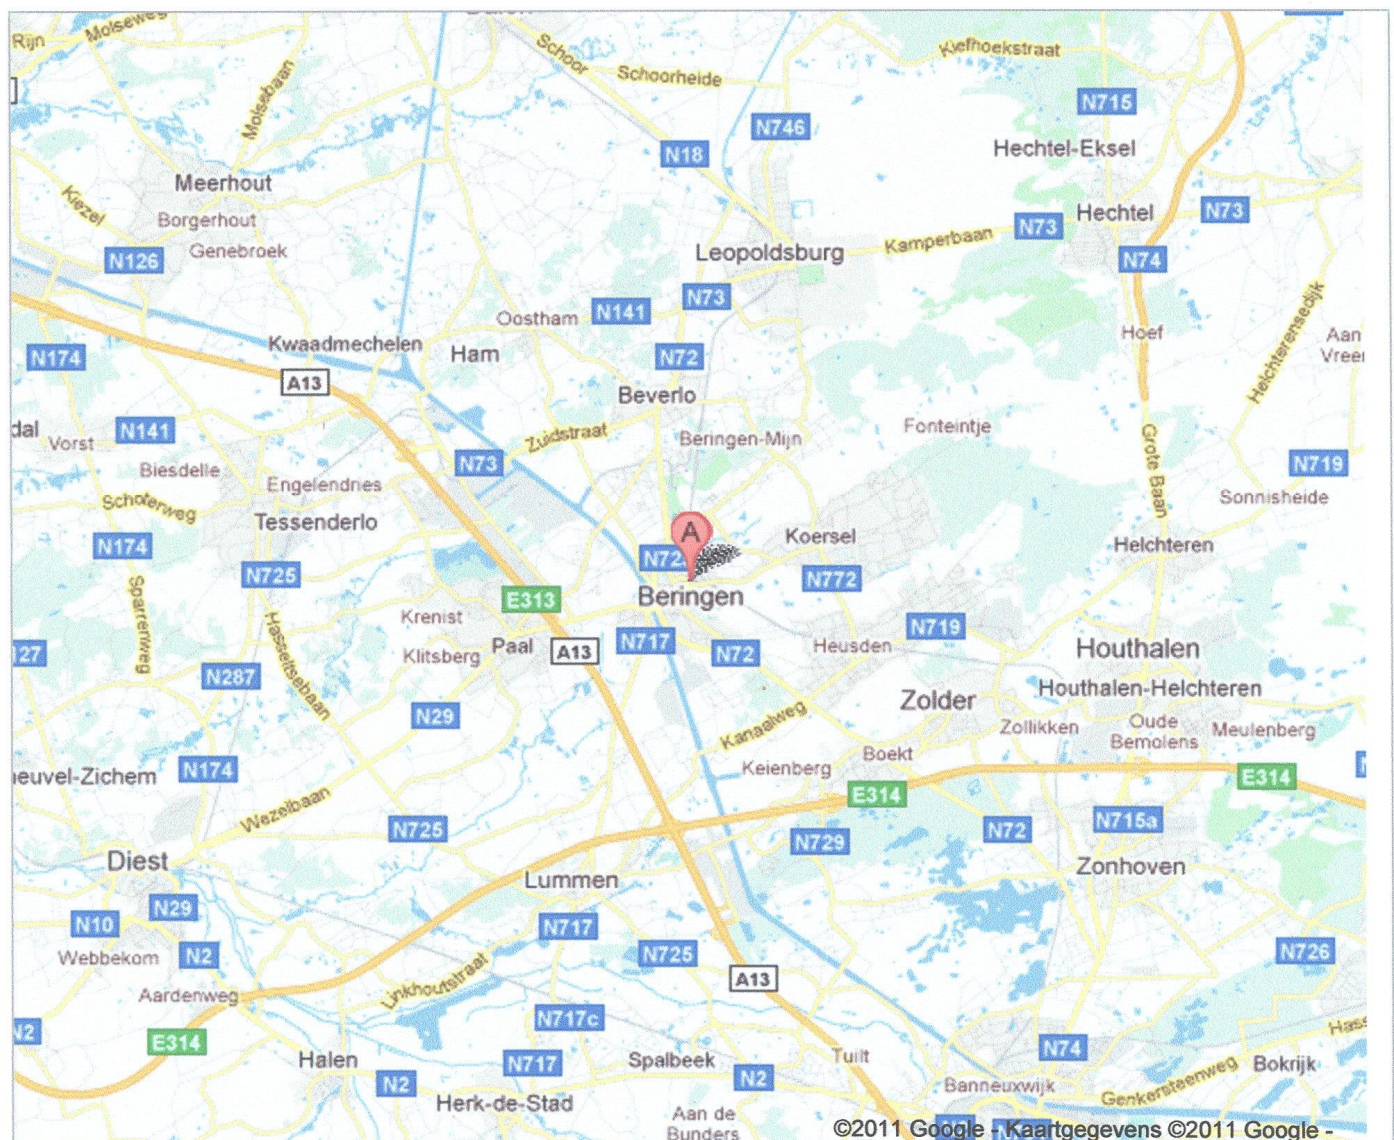 Rijn
Molseweg
Molsebaan
Schoor
Schoorheide
Kiefhoekstraat
N715
N746
N18
Hechtel-Eksel
Meerhout
Kiezel
Borgerhout
Genebroek
N126
Hechtel
N73
N73
Kamperbaan
Leopoldsburg
N74
N73
N141
Oostham
Hoef
Helchterensedijk
Aan
Vreer
N174
Kwaadmechelen
Ham
N72
A13
Beverlo
dal
Vorst
N141
Zuidstraat
Beringen-Mijn
Fonteintje
Grote Baan
Biesdelle
Engelendries
N73
N719
Sonnisheide
Schoterweg
Tessenderlo
A
Koersel
Helchteren
N174
N725
N72
N772
Sparrenweg
Hasseltsebaan
E313
Beringen
Krenist
Paal
A13
N717
N72
Heusden
N719
Houthalen
127
Klitsberg
N287
Houthalen-Helchteren
Zolder
N29
Kanaalweg
Zollikken
Oude
Bemolens
Meulenberg
Boekt
Keienberg
euvel-Zichem
N174
E314
E314
Wezelbaan
N725
N729
N72
N715a
Diest
Lummen
Zonhoven
N29
N10
N717
Webbekom
N2
N725
N726
Linkhoutstraat
A13
Aardenweg
N717c
N2
E314
Hass
Halen
N717
Spalbeek
Tuilt
N74
Bokrijk
N2
N2
Banneuxwijk
Genkersteenweg
Herk-de-Stad
Aan de
Bunders
©2011 Google - Kaartgegevens ©2011 Google -